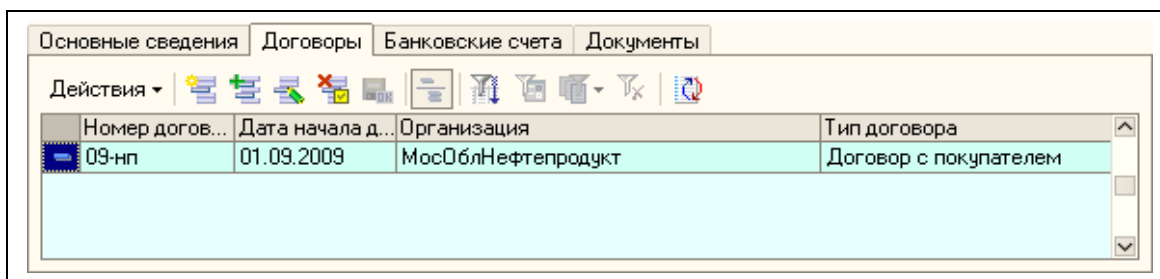 Основные сведения Договоры Банковские счета Документы
Действия
Номер догов... Дата начала д... Организация Тип договора
09-нп 01.09.2009 МосОблНефтепродукт Договор с покупателем